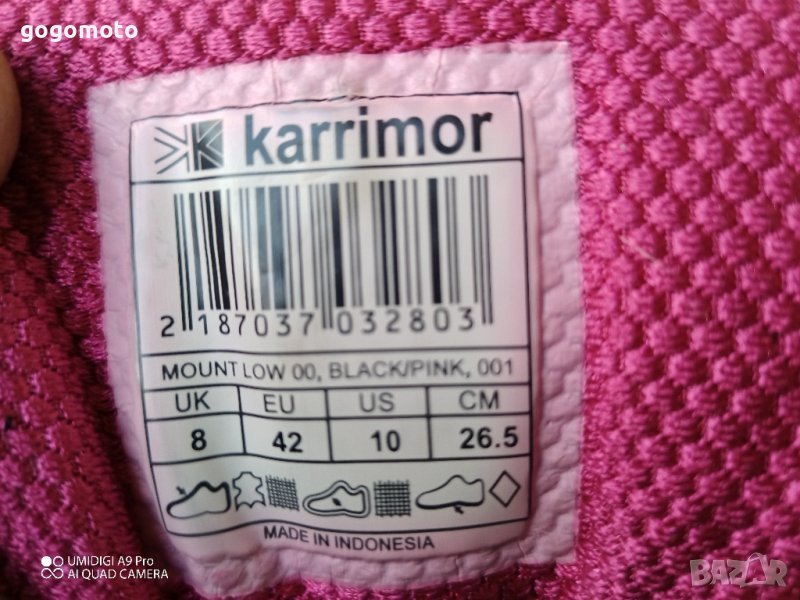 gogomoto
karrimor
2 187037 032803
MOUNT LOW 00, BLACK/PINK, 001
UK EU US CM
8 42 10 26.5
MADE IN INDONESIA
UMIDIGI A9 Pro
AI QUAD CAMERA
BAZAR